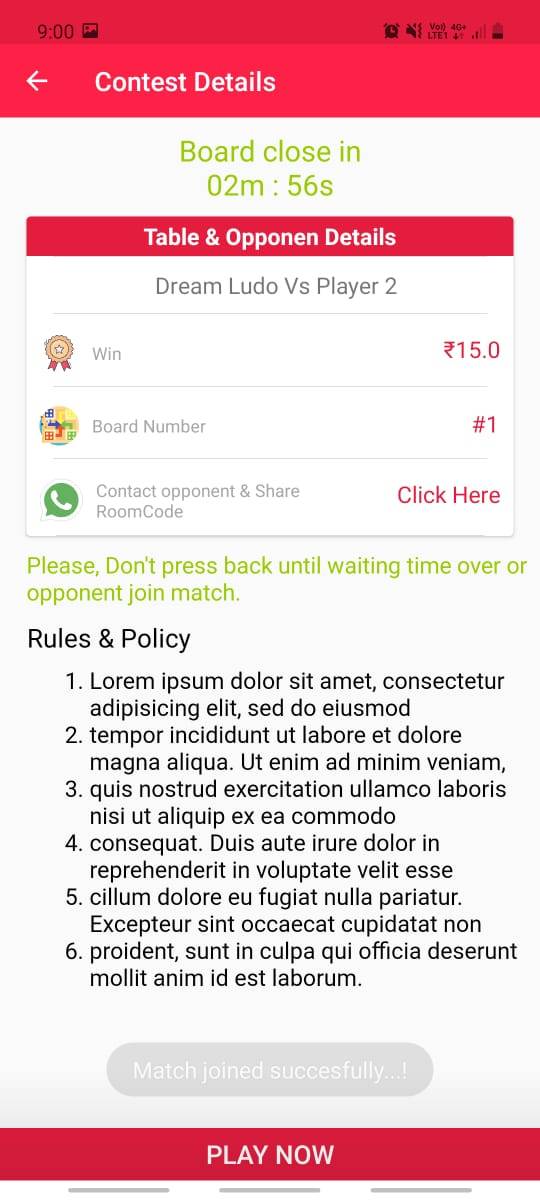 9:00 Vo)) 4G+
LTE1
Contest Details
Board close in
02m : 56s
Table & Opponen Details
Dream Ludo Vs Player 2
Win ₹15.0
Board Number #1
Contact opponent & Share
RoomCode
Click Here
Please, Don't press back until waiting time over or
opponent join match.
Rules & Policy
1. Lorem ipsum dolor sit amet, consectetur
adipisicing elit, sed do eiusmod
2. tempor incididunt ut labore et dolore
magna aliqua. Ut enim ad minim veniam,
3. quis nostrud exercitation ullamco laboris
nisi ut aliquip ex ea commodo
4. consequat. Duis aute irure dolor in
reprehenderit in voluptate velit esse
5. cillum dolore eu fugiat nulla pariatur.
Excepteur sint occaecat cupidatat non
6. proident, sunt in culpa qui officia deserunt
mollit anim id est laborum.
Match joined succesfully...!
PLAY NOW